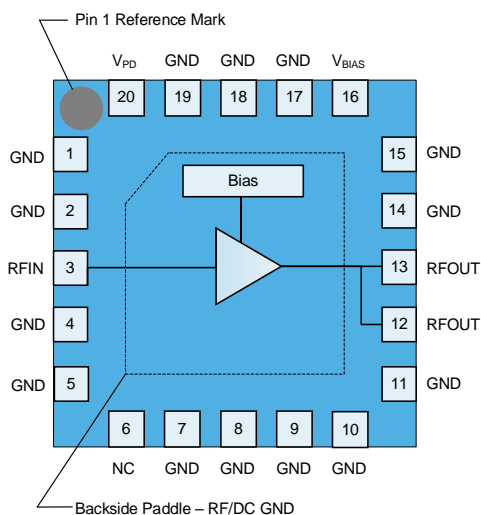 Pin 1 Reference Mark
VPD GND GND GND VBIAS
20 19 18 17 16
GND 1 15 GND
Bias
GND 2 14 GND
RFIN 3 13 RFOUT
GND 4 12 RFOUT
GND 5 11 GND
6 7 8 9 10
NC GND GND GND GND
Backside Paddle – RF/DC GND